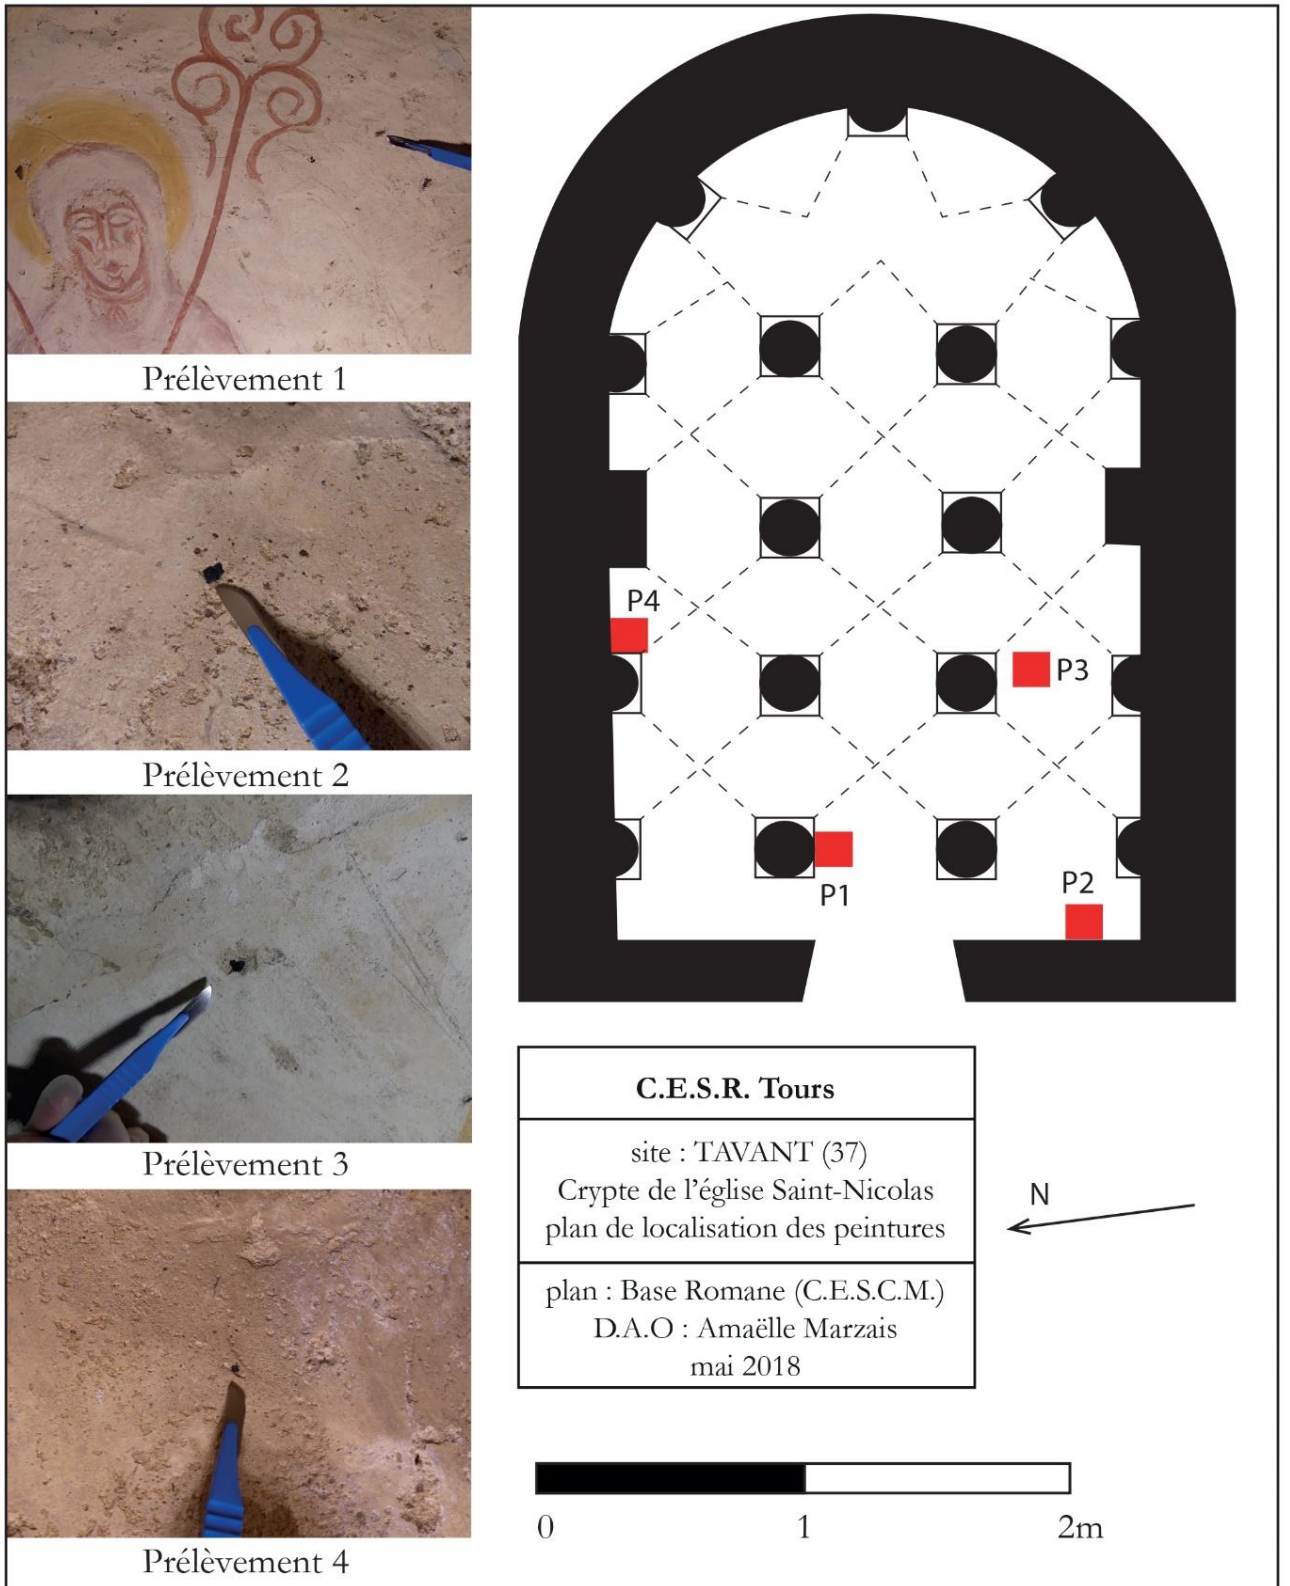 Prélèvement 1
Prélèvement 2
Prélèvement 3
Prélèvement 4
P4
P3
P1
P2
C.E.S.R. Tours
site : TAVANT (37)
Crypte de l'église Saint-Nicolas
plan de localisation des peintures
plan : Base Romane (C.E.S.C.M.)
D.A.O : Amaëlle Marzais
mai 2018
N
0 1 2m